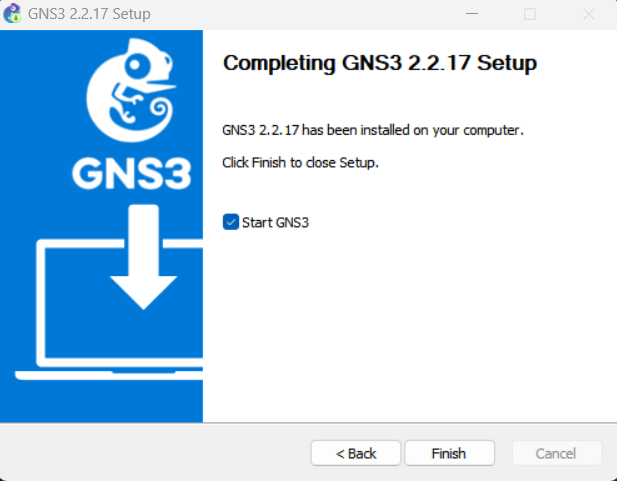 GNS3 2.2.17 Setup
GNS3
Completing GNS3 2.2.17 Setup
GNS3 2.2.17 has been installed on your computer.
Click Finish to close Setup.
Start GNS3
< Back
Finish
Cancel